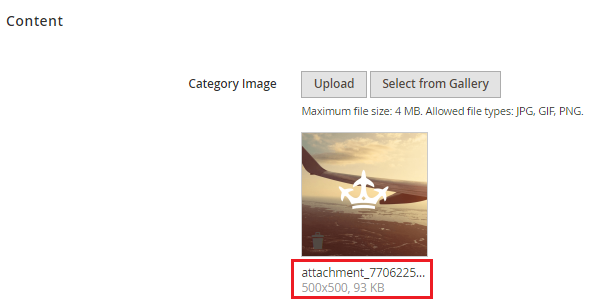 Content
Category Image
Upload
Select from Gallery
Maximum file size: 4 MB. Allowed file types: JPG, GIF, PNG.
attachment_7706225...
500x500, 93 KB